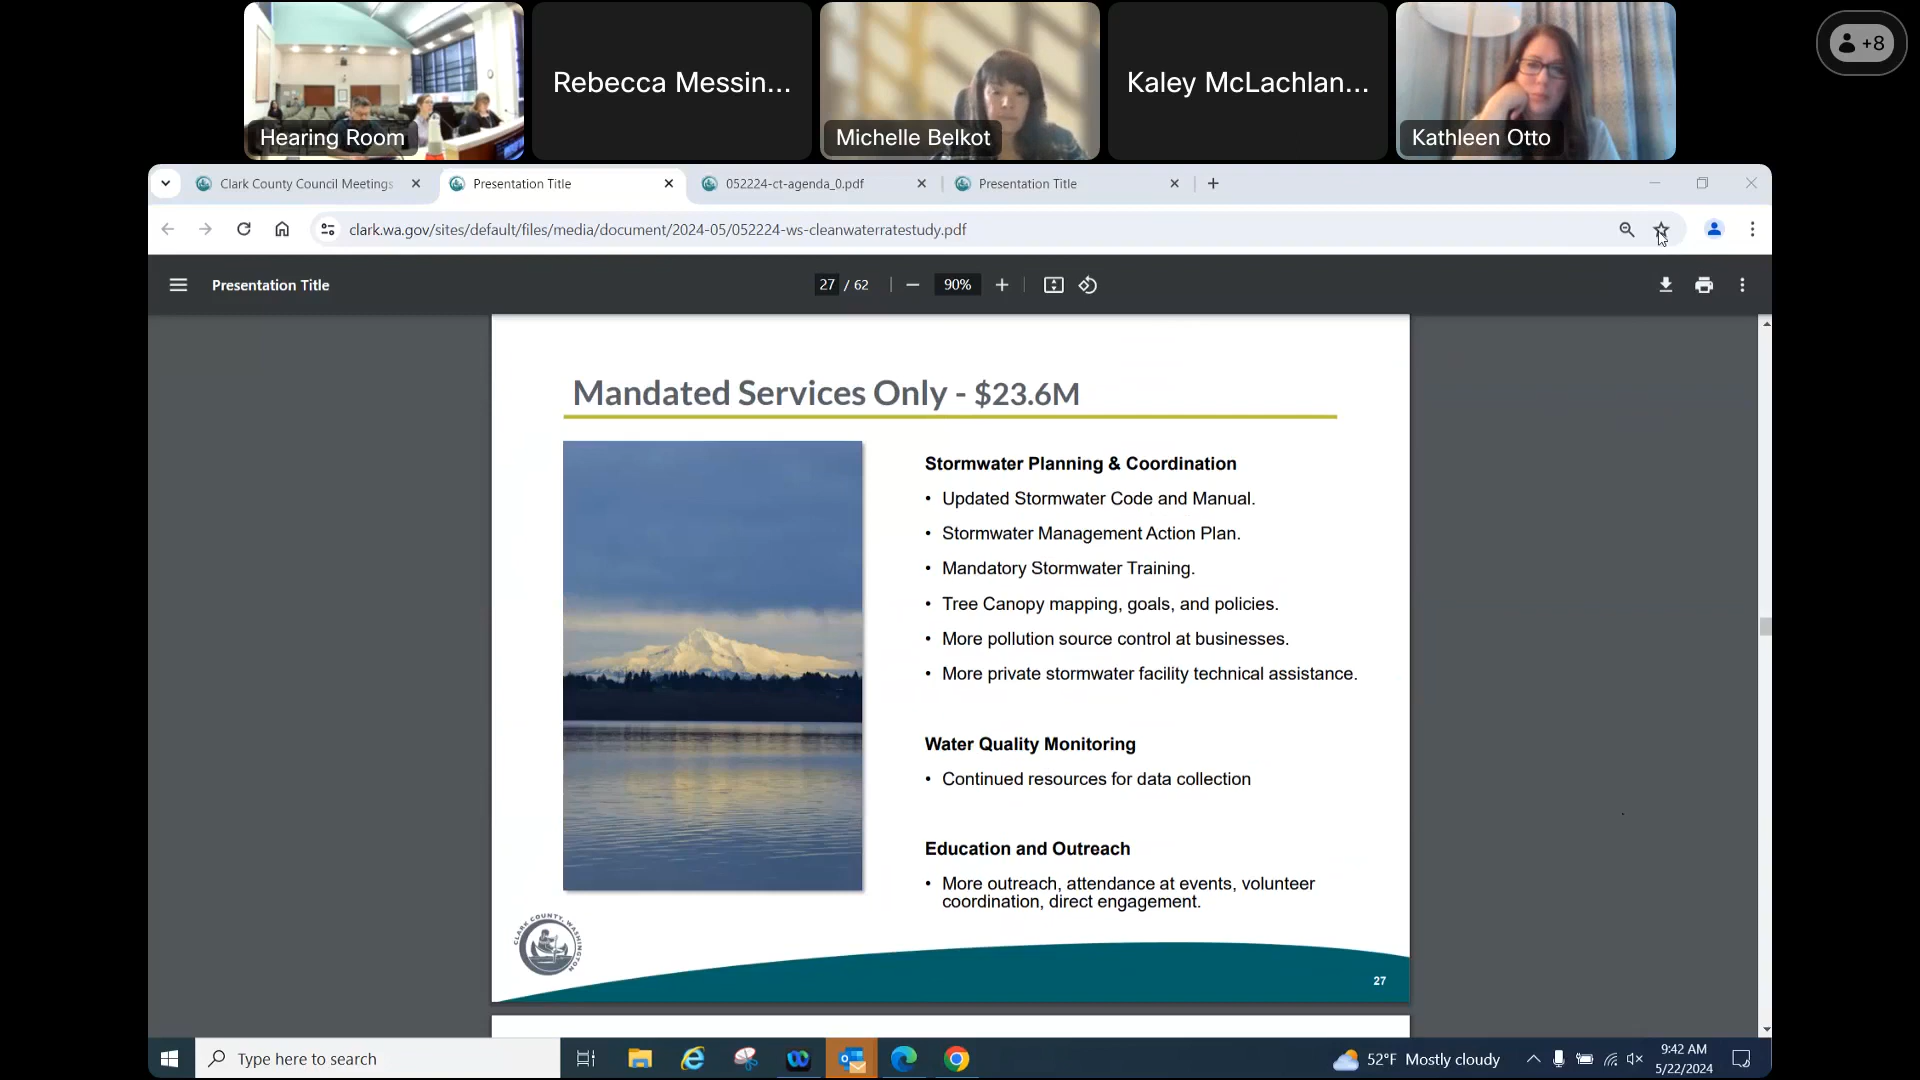 Hearing Room
Rebecca Messin...
Michelle Belkot
Kaley McLachlan...
Kathleen Otto
+8
Clark County Council Meetings
Presentation Title
052224-ct-agenda_0.pdf
Presentation Title
clark.wa.gov/sites/default/files/media/document/2024-05/052224-ws-cleanwaterratestudy.pdf
Presentation Title
27 / 62
90%
Mandated Services Only - $23.6M
Stormwater Planning & Coordination
• Updated Stormwater Code and Manual.
• Stormwater Management Action Plan.
• Mandatory Stormwater Training.
• Tree Canopy mapping, goals, and policies.
• More pollution source control at businesses.
• More private stormwater facility technical assistance.
Water Quality Monitoring
• Continued resources for data collection
Education and Outreach
• More outreach, attendance at events, volunteer
coordination, direct engagement.
CLARK COUNTY, WASHINGTON
27
Type here to search
52°F Mostly cloudy
9:42 AM
5/22/2024